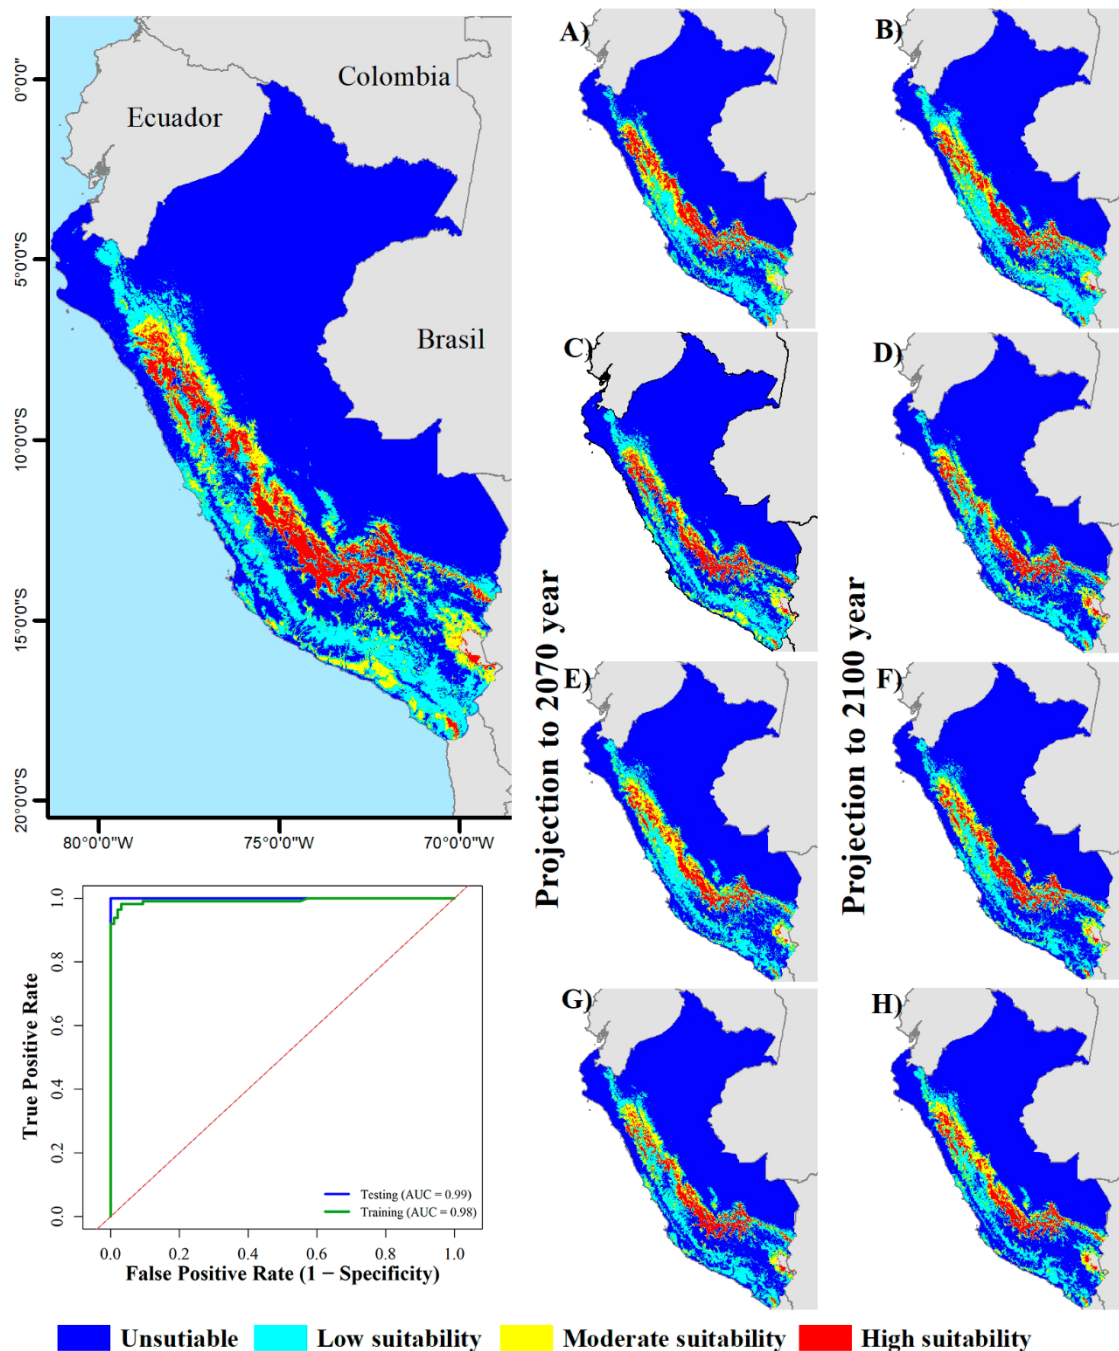 0°0'0"
5°0'0"S
10°0'0"S
15°0'0"S
20°0'0"S
Colombia
Ecuador
Brasil
80°0'0"W
75°0'0"W
70°0'0"W
A)
B)
C)
D)
E)
F)
G)
H)
Projection to 2070 year
Projection to 2100 year
True Positive Rate
1.0
0.8
0.6
0.4
0.2
0.0
Testing (AUC = 0.99)
Training (AUC = 0.98)
0.0 0.2 0.4 0.6 0.8 1.0
False Positive Rate (1 − Specificity)
Unsutiable Low suitability Moderate suitability High suitability